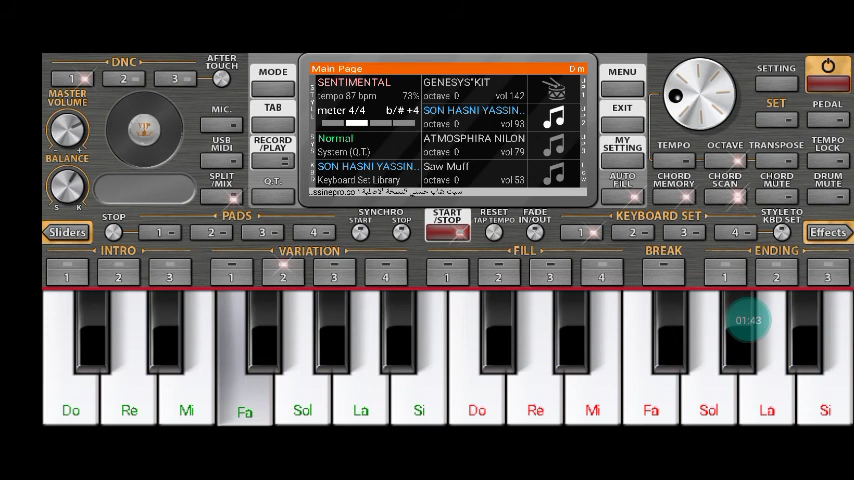 DNC
AFTER TOUCH
1 2 3
MASTER VOLUME
BALANCE
S K
VIP
MIC.
USB MIDI
SPLIT /MIX
MODE
TAB
RECORD /PLAY
Q.T.
Main Page Dm
SENTIMENTAL GENESYS*KIT
tempo 87 bpm 73% octave 0 vol 142
meter 4/4 b/# +4 SON HASNI YASSIN..
octave 0 vol 93
Normal ATMOSPHIRA NILON
System (Q.T.) octave 0 vol 79
SON HASNI YASSIN.. Saw Muff
Keyboard Set Library octave 0 vol 53
MENU
EXIT
MY SETTING
AUTO FILL
SETTING
SET
PEDAL
TEMPO OCTAVE TRANSPOSE TEMPO LOCK
CHORD MEMORY CHORD SCAN CHORD MUTE DRUM MUTE
Sliders
STOP
PADS
1 2 3 4
SYNCHRO
START STOP
START /STOP
RESET
TAP TEMPO
FADE IN/OUT
KEYBOARD SET
1 2 3 4
STYLE TO KBD SET
Effects
INTRO VARIATION FILL BREAK ENDING
1 2 3 1 2 3 4 1 2 3 4 1 2 3
01:43
Do Re Mi Fa Sol La Si Do Re Mi Fa Sol La Si